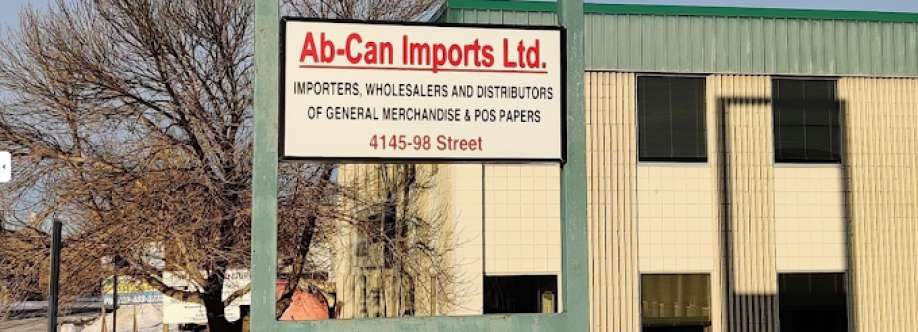 Ab-Can Imports Ltd.
IMPORTERS, WHOLESALERS AND DISTRIBUTORS
OF GENERAL MERCHANDISE & POS PAPERS
4145-98 Street